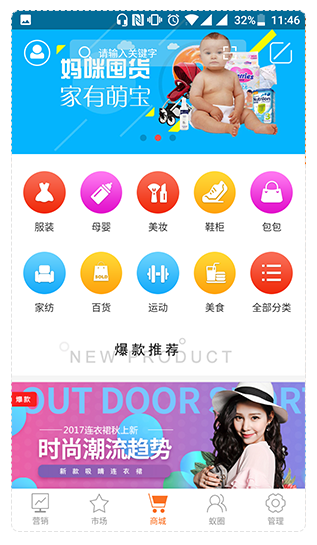 32% 11:46
请输入关键字
妈咪囤货
家有萌宝
服装 母婴 美妆 鞋柜 包包
SOLD
家纺 百货 运动 美食 全部分类
爆款推荐
NEW PRODUCT
爆款
OUT DOOR
2017连衣裙秋上新
时尚潮流趋势
新款吸睛连衣裙
营销 市场 商城 蚁圈 管理